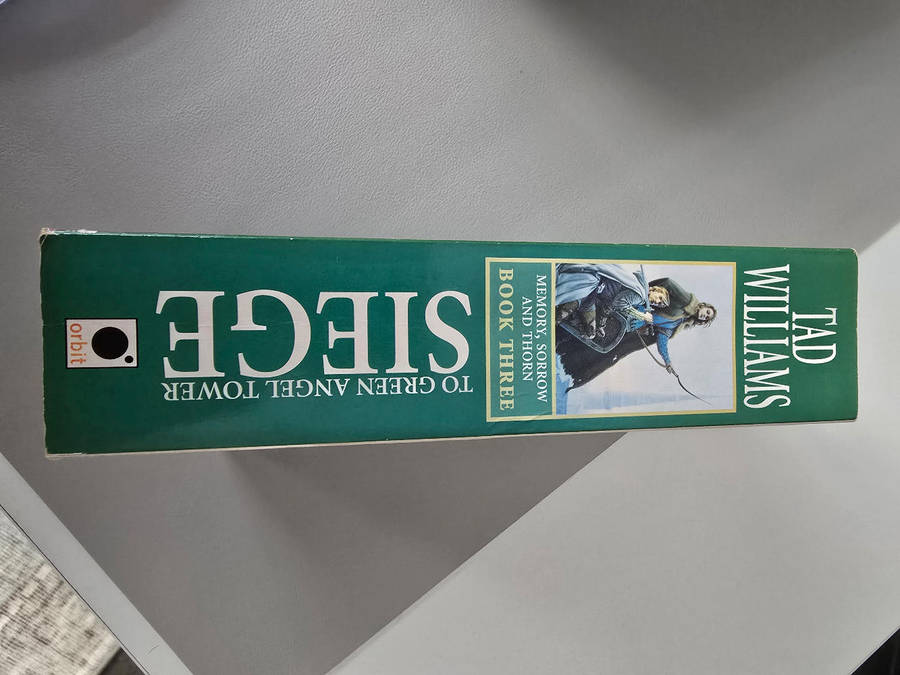 TAD
WILLIAMS
MEMORY, SORROW
AND THORN
BOOK THREE
SIEGE
TO GREEN ANGEL TOWER
orbit